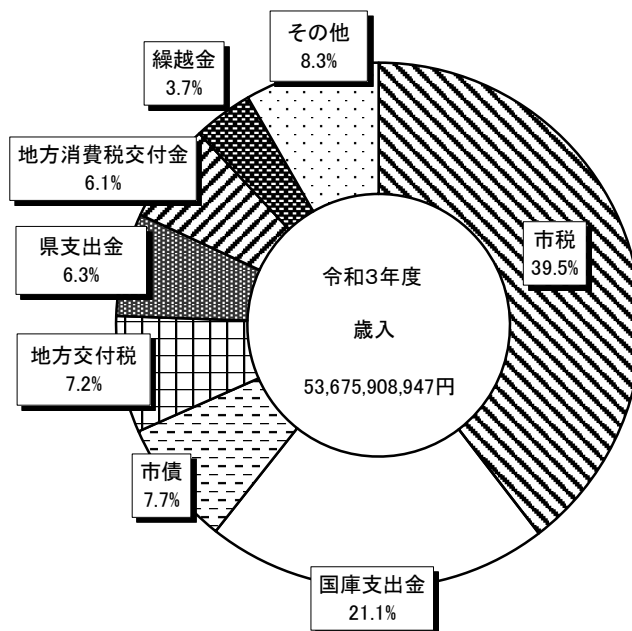 その他
8.3%
繰越金
3.7%
地方消費税交付金
6.1%
県支出金
6.3%
地方交付税
7.2%
市債
7.7%
国庫支出金
21.1%
市税
39.5%
令和3年度
歳入
53,675,908,947円